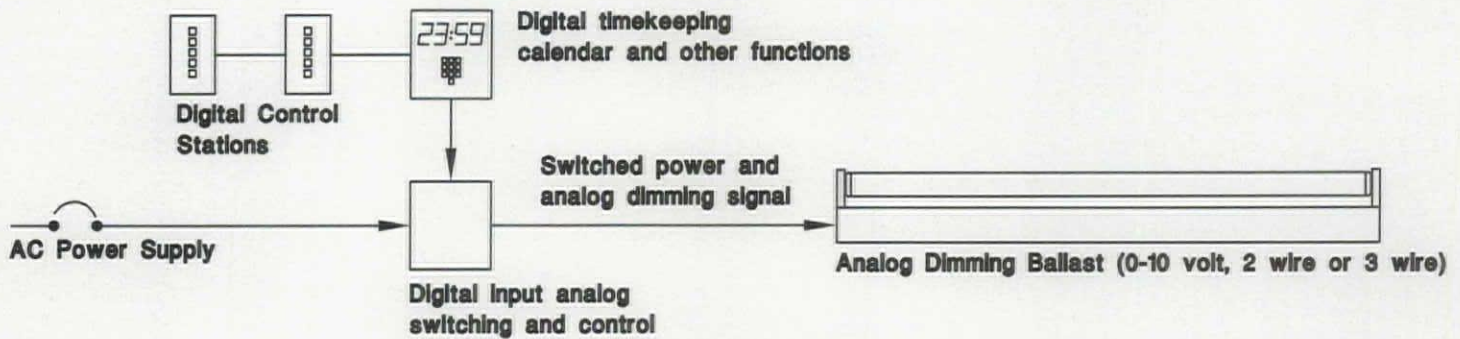 23:59
Digital timekeeping
calendar and other functions
Digital Control
Stations
Switched power and
analog dimming signal
AC Power Supply
Analog Dimming Ballast (0-10 volt, 2 wire or 3 wire)
Digital input analog
switching and control